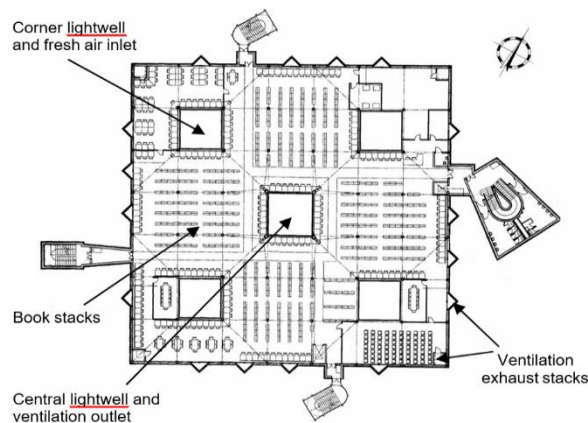 Corner lightwell
and fresh air inlet
Book stacks
Central lightwell and
ventilation outlet
Ventilation
exhaust stacks